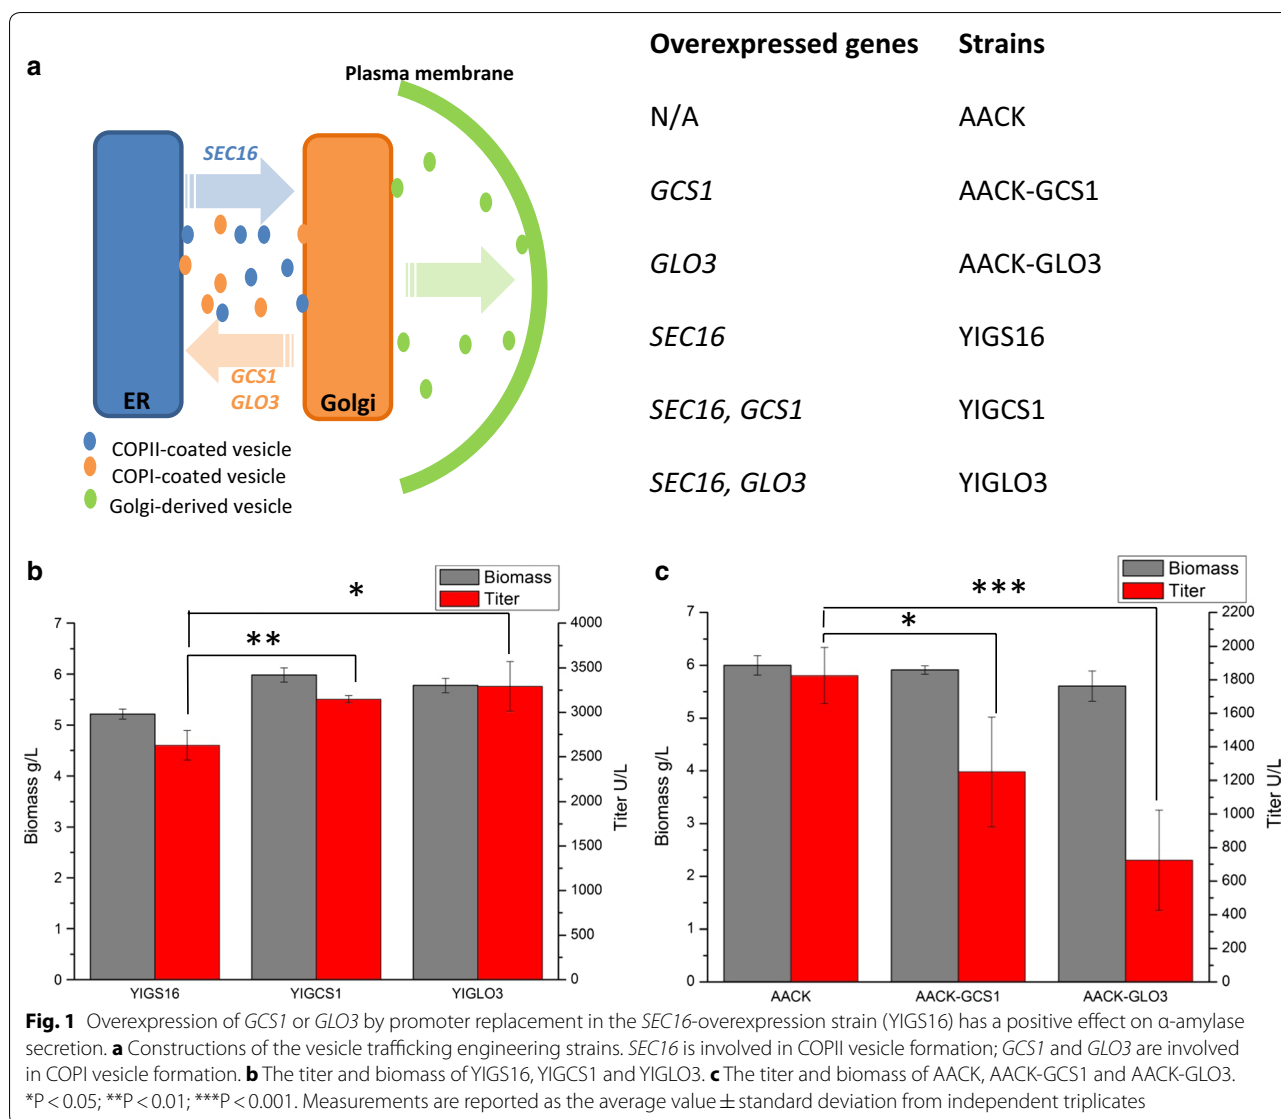 a
Plasma membrane
SEC16
GCS1
GLO3
ER
Golgi
COPII-coated vesicle
COPI-coated vesicle
Golgi-derived vesicle
Overexpressed genes Strains
N/A AACK
GCS1 AACK-GCS1
GLO3 AACK-GLO3
SEC16 YIGS16
SEC16, GCS1 YIGCS1
SEC16, GLO3 YIGLO3
b
Biomass
Titer
*
**
7
6
5
4
3
2
1
0
Biomass g/L
4000
3500
3000
2500
2000
1500
1000
500
0
Titer U/L
YIGS16 YIGCS1 YIGLO3
c
Biomass
Titer
***
*
7
6
5
4
3
2
1
0
Biomass g/L
2200
2000
1800
1600
1400
1200
1000
800
600
400
200
0
Titer U/L
AACK AACK-GCS1 AACK-GLO3
Fig. 1 Overexpression of GCS1 or GLO3 by promoter replacement in the SEC16-overexpression strain (YIGS16) has a positive effect on α-amylase
secretion. a Constructions of the vesicle trafficking engineering strains. SEC16 is involved in COPII vesicle formation; GCS1 and GLO3 are involved
in COPI vesicle formation. b The titer and biomass of YIGS16, YIGCS1 and YIGLO3. c The titer and biomass of AACK, AACK-GCS1 and AACK-GLO3.
*P < 0.05; **P < 0.01; ***P < 0.001. Measurements are reported as the average value ± standard deviation from independent triplicates